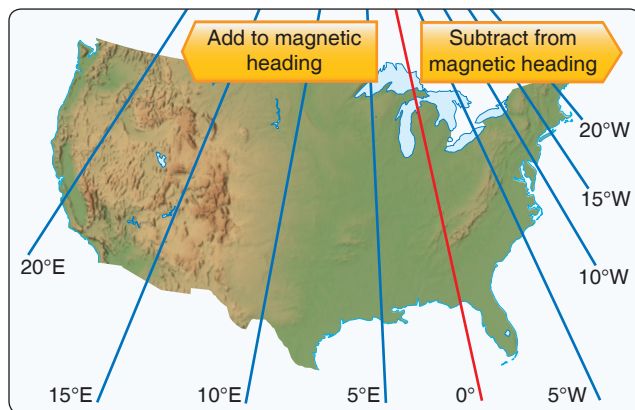 Add to magnetic
heading
Subtract from
magnetic heading
20°W
15°W
20°E
10°W
15°E
10°E
5°E
0°
5°W